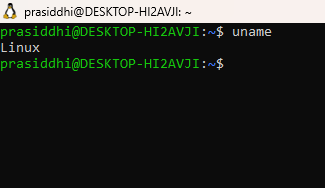 prasiddhi@DESKTOP-HI2AVJI: ~
prasiddhi@DESKTOP-HI2AVJI:~$ uname
Linux
prasiddhi@DESKTOP-HI2AVJI:~$